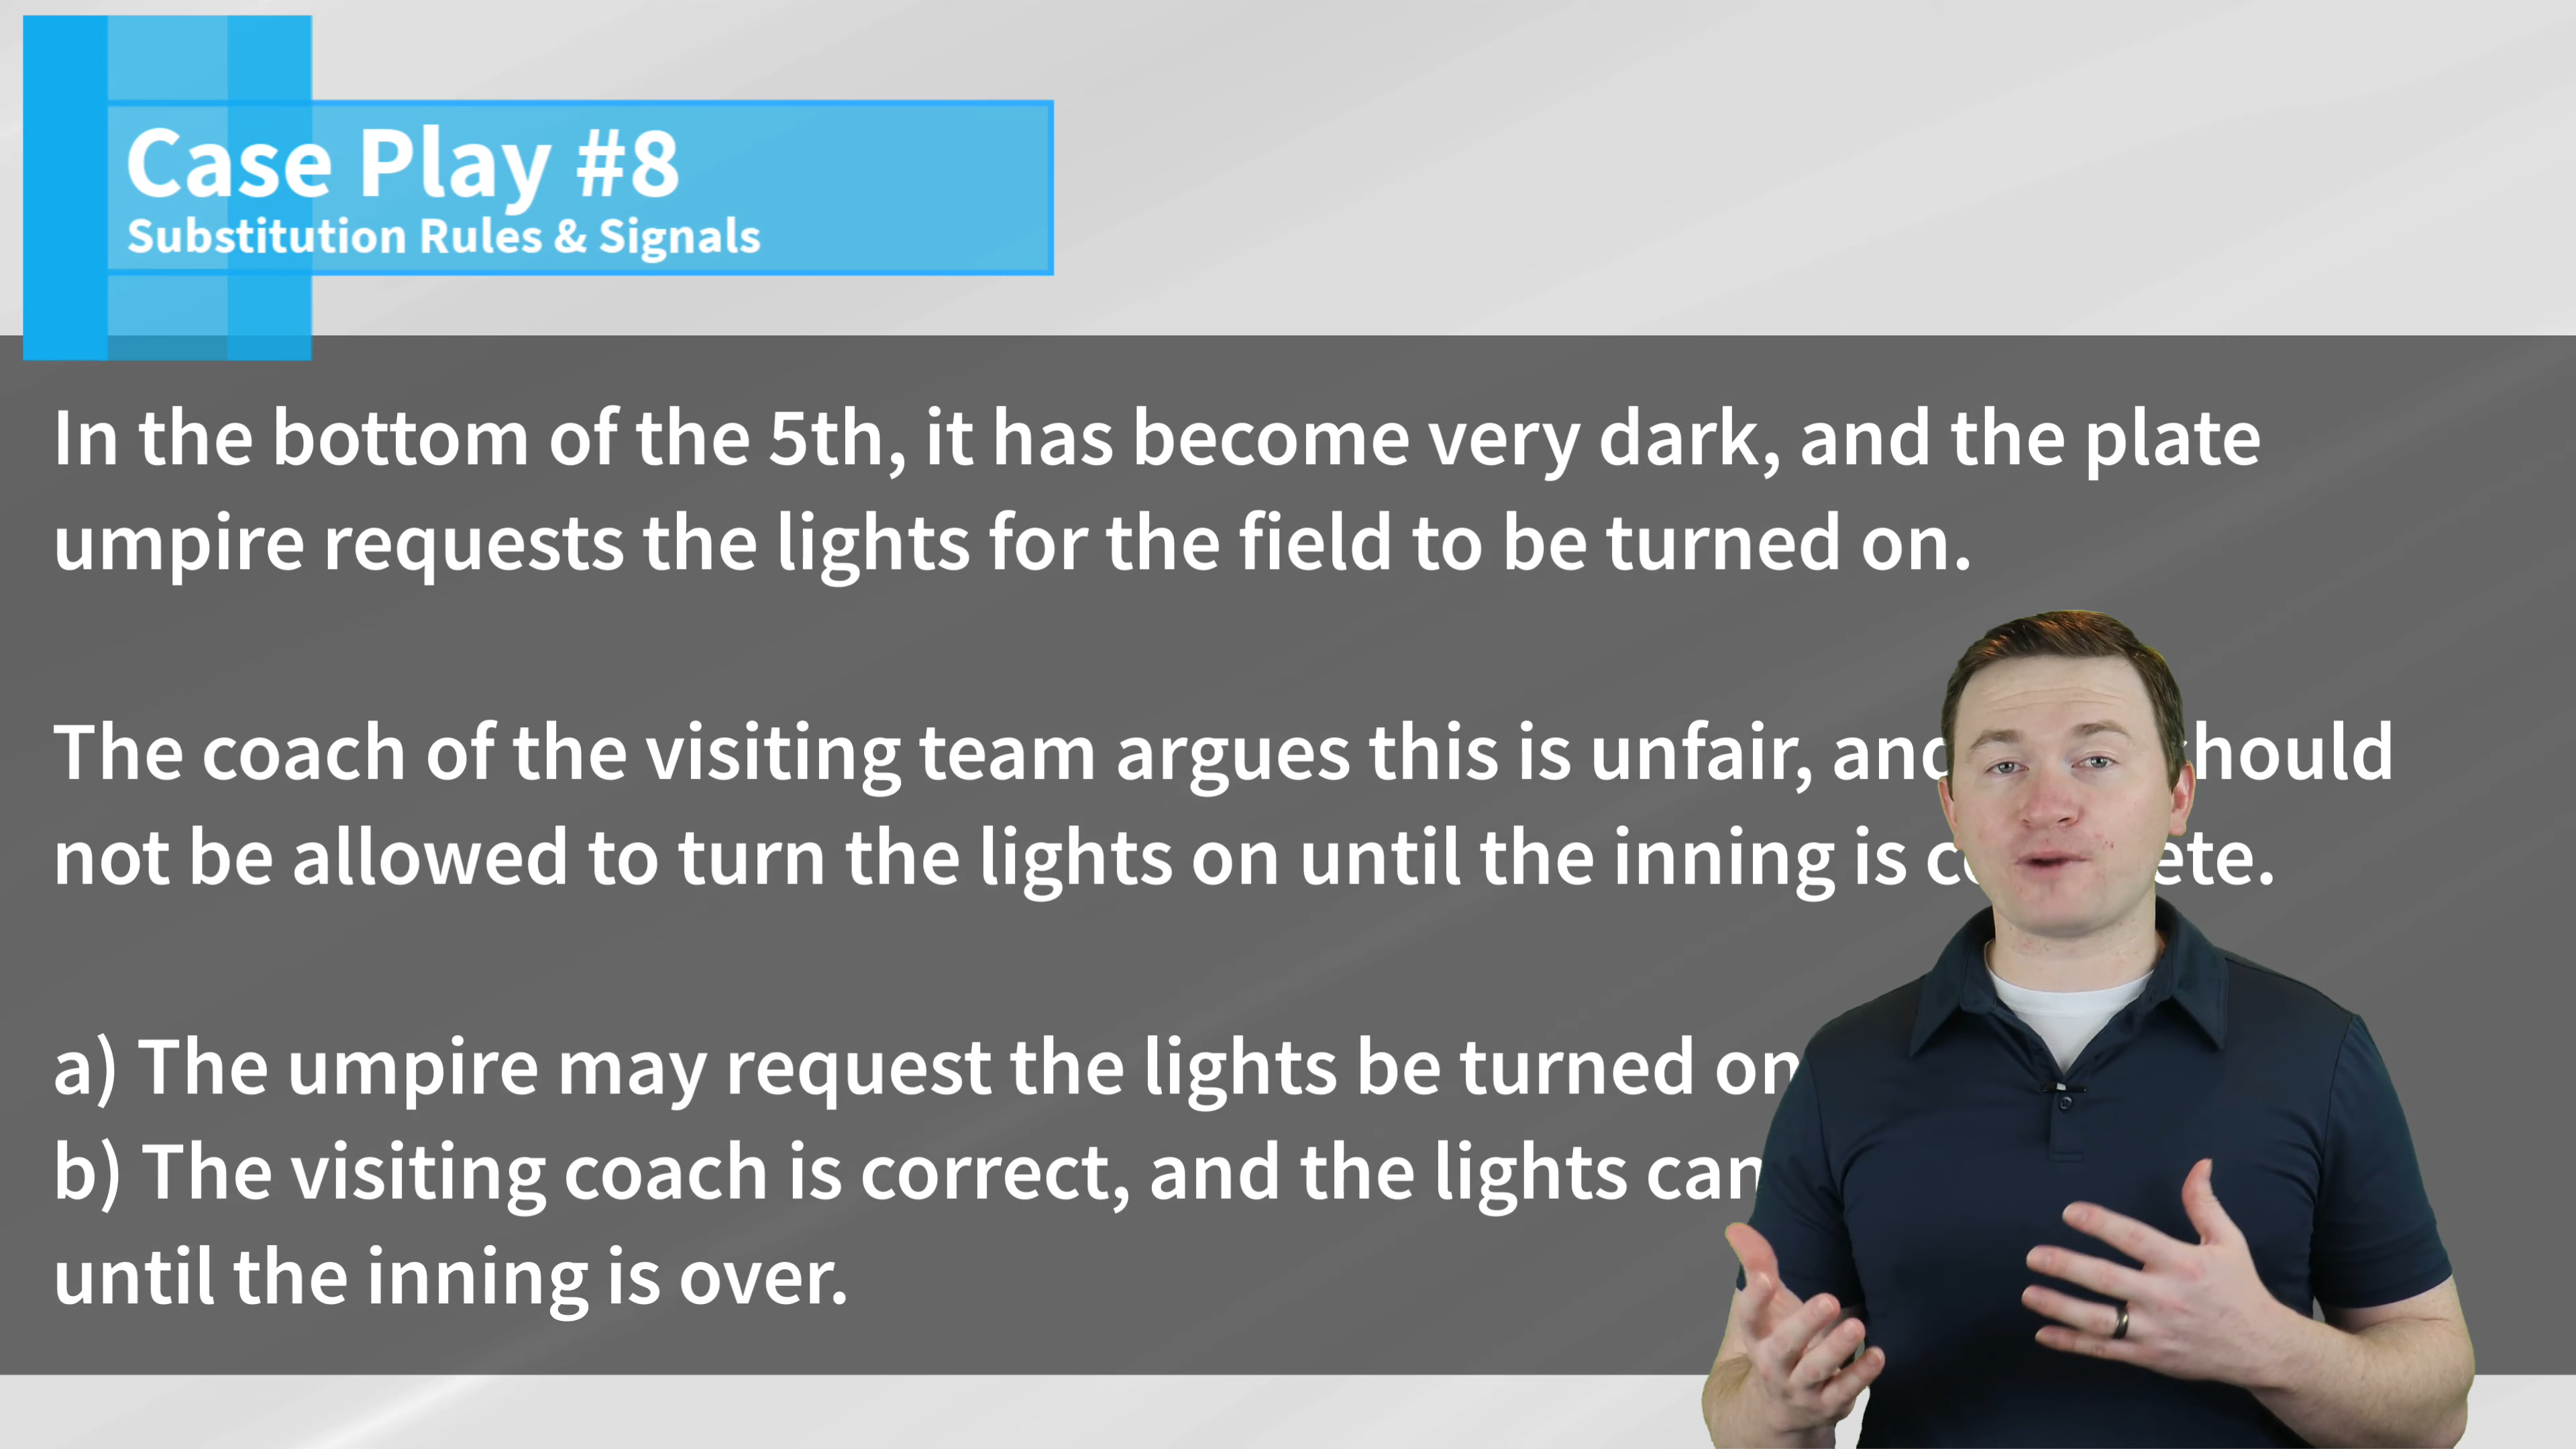 Case Play #8
Substitution Rules & Signals
In the bottom of the 5th, it has become very dark, and the plate
umpire requests the lights for the field to be turned on.
The coach of the visiting team argues this is unfair, and
not be allowed to turn the lights on until the inning is
a) The umpire may request the lights be turned on
b) The visiting coach is correct, and the lights can
until the inning is over.